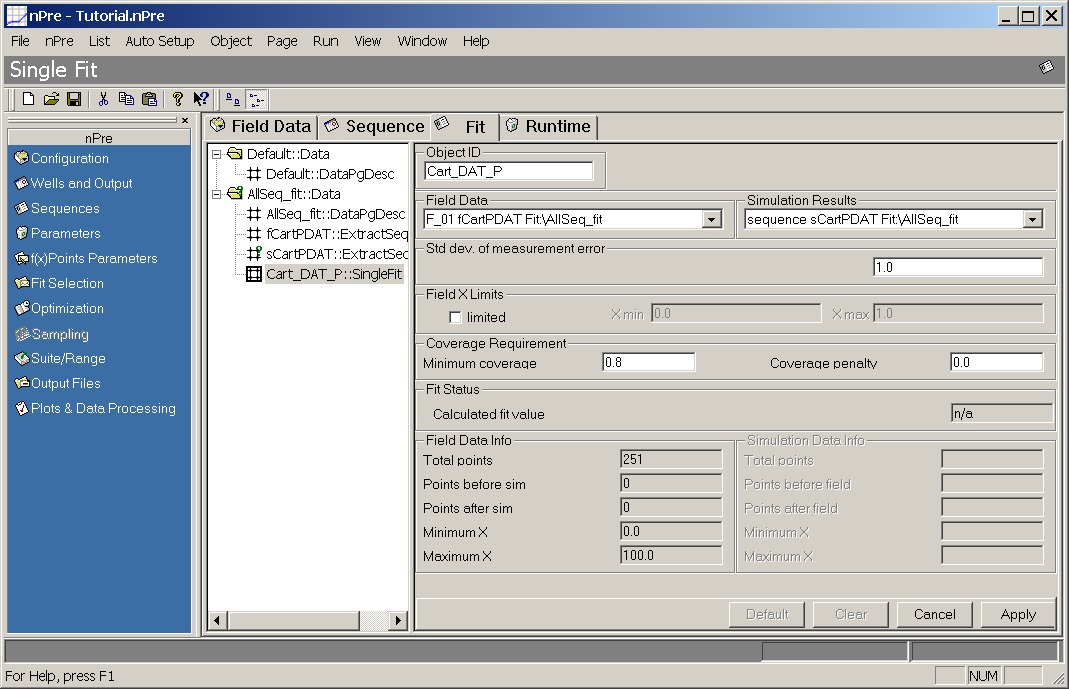 nPre - Tutorial.nPre
File nPre List Auto Setup Object Page Run View Window Help
Single Fit
nPre
Configuration
Wells and Output
Sequences
Parameters
f(x)Points Parameters
Fit Selection
Optimization
Sampling
Suite/Range
Output Files
Plots & Data Processing
Field Data Sequence Fit Runtime
Default::Data
Default::DataPgDesc
AllSeq_fit::Data
AllSeq_fit::DataPgDesc
fCartPDAT::ExtractSeq
sCartPDAT::ExtractSec
Cart_DAT_P::SingleFit
Object ID
Cart_DAT_P
Field Data Simulation Results
F_01 fCartPDAT Fit:\AllSeq_fit sequence sCartPDAT Fit:\AllSeq_fit
Std dev. of measurement error
1.0
Field X Limits
limited X min 0.0 X max 1.0
Coverage Requirement
Minimum coverage 0.8 Coverage penalty 0.0
Fit Status
Calculated fit value n/a
Field Data Info Simulation Data Info
Total points 251 Total points
Points before sim 0 Points before field
Points after sim 0 Points after field
Minimum X 0.0 Minimum X
Maximum X 100.0 Maximum X
Default Clear Cancel Apply
For Help, press F1 NUM